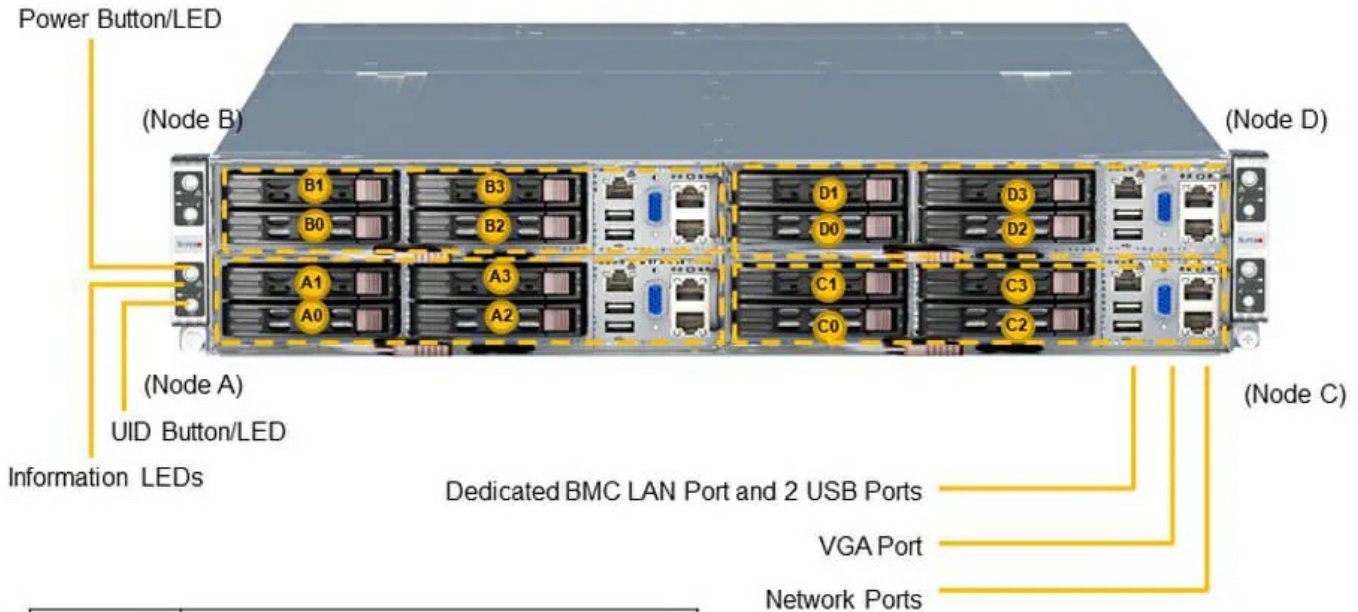 Power Button/LED
(Node B)
(Node D)
B1
B3
D1
D3
B0
B2
D0
D2
A1
A3
C1
C3
A0
A2
C0
C2
(Node A)
(Node C)
UID Button/LED
Information LEDs
Dedicated BMC LAN Port and 2 USB Ports
VGA Port
Network Ports